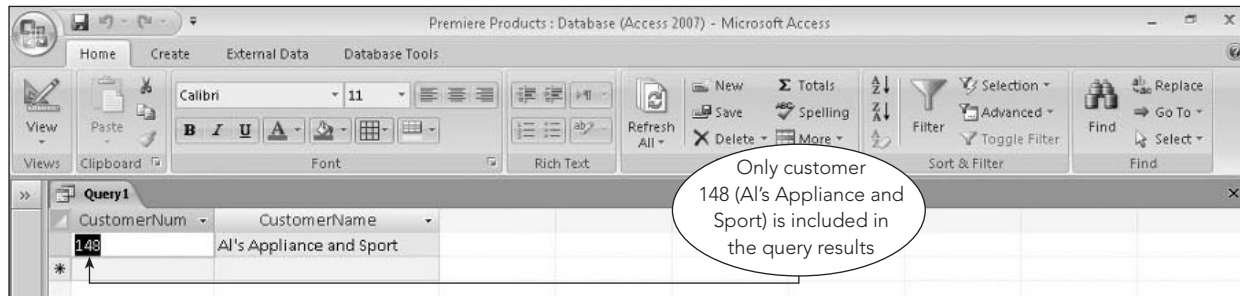 Premiere Products : Database (Access 2007) - Microsoft Access
Home Create External Data Database Tools
View
Views
Paste
Clipboard
Calibri 11
B I U A
Font
Rich Text
Refresh All
New
Save
Delete
Σ Totals
Spelling
More
Filter
Selection
Advanced
Toggle Filter
Sort & Filter
Find
Replace
Go To
Select
Find
Query1
CustomerNum CustomerName
148 Al's Appliance and Sport
Only customer
148 (Al's Appliance and
Sport) is included in
the query results